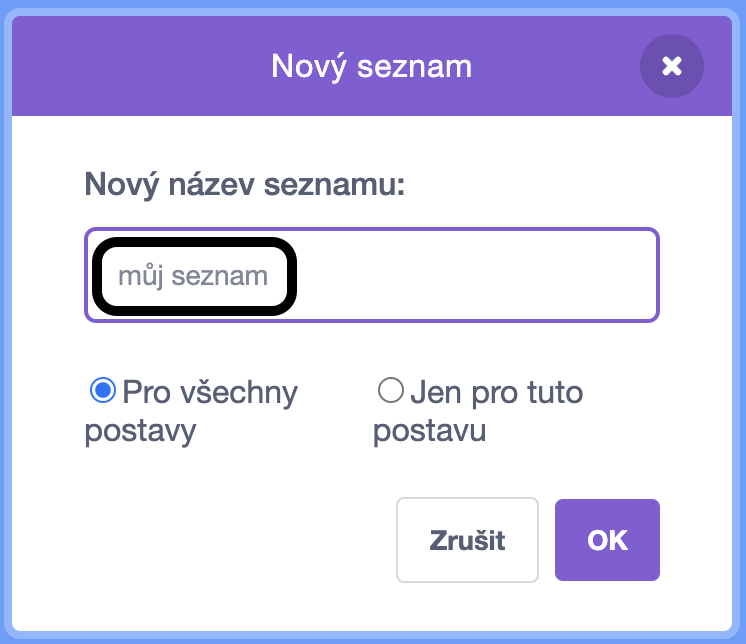 Nový seznam
Nový název seznamu:
můj seznam
Pro všechny
postavy
Jen pro tuto
postavu
Zrušit
OK